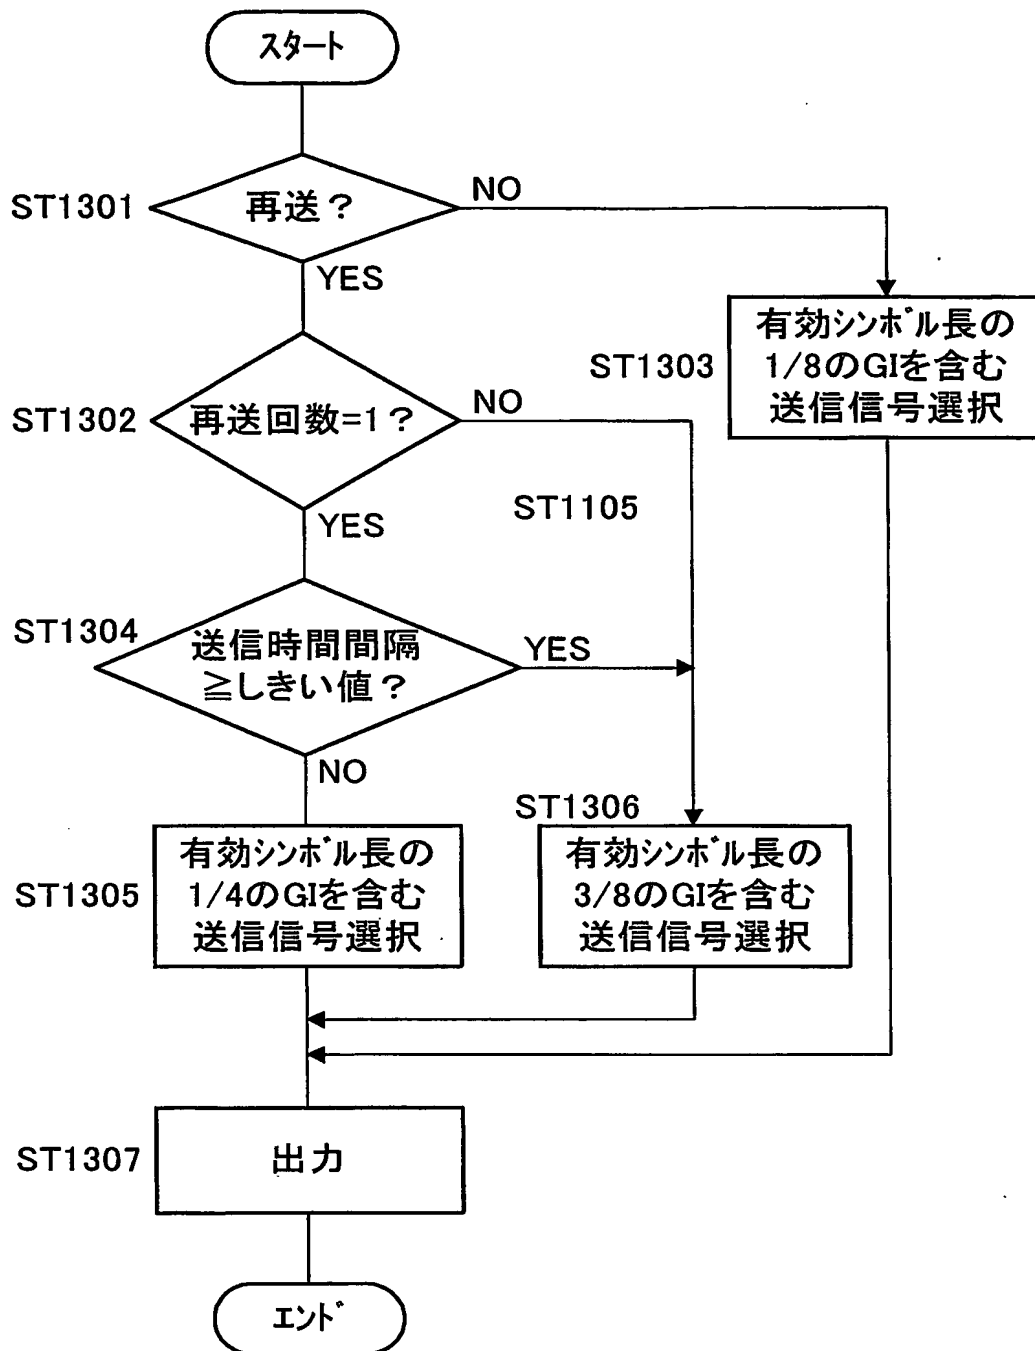 スタート
ST1301
再送?
NO
YES
有効シンボル長の
1/8のGIを含む
送信信号選択
ST1303
ST1302
再送回数=1?
NO
YES
ST1105
ST1304
送信時間間隔
≧しきい値?
YES
NO
ST1306
ST1305
有効シンボル長の
1/4のGIを含む
送信信号選択
有効シンボル長の
3/8のGIを含む
送信信号選択
ST1307
出力
エンド